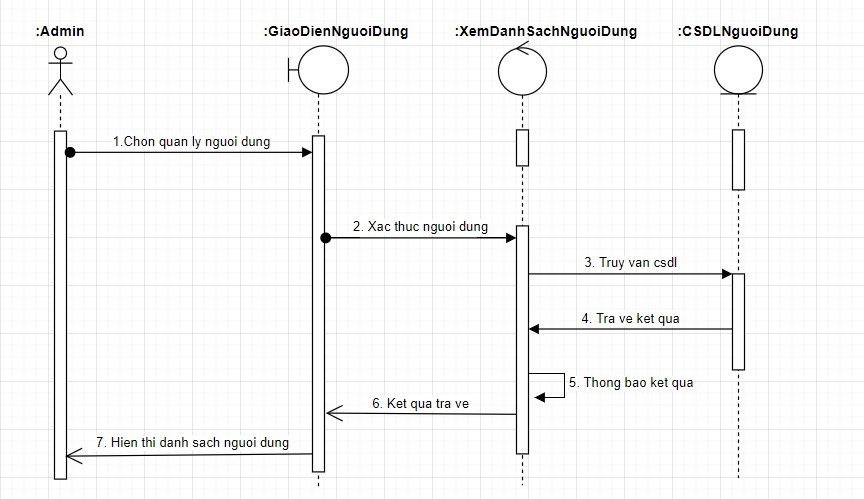 :Admin
:GiaoDienNguoiDung
:XemDanhSachNguoiDung
:CSDLNguoiDung
1.Chon quan ly nguoi dung
2. Xac thuc nguoi dung
3. Truy van csdl
4. Tra ve ket qua
5. Thong bao ket qua
6. Ket qua tra ve
7. Hien thi danh sach nguoi dung